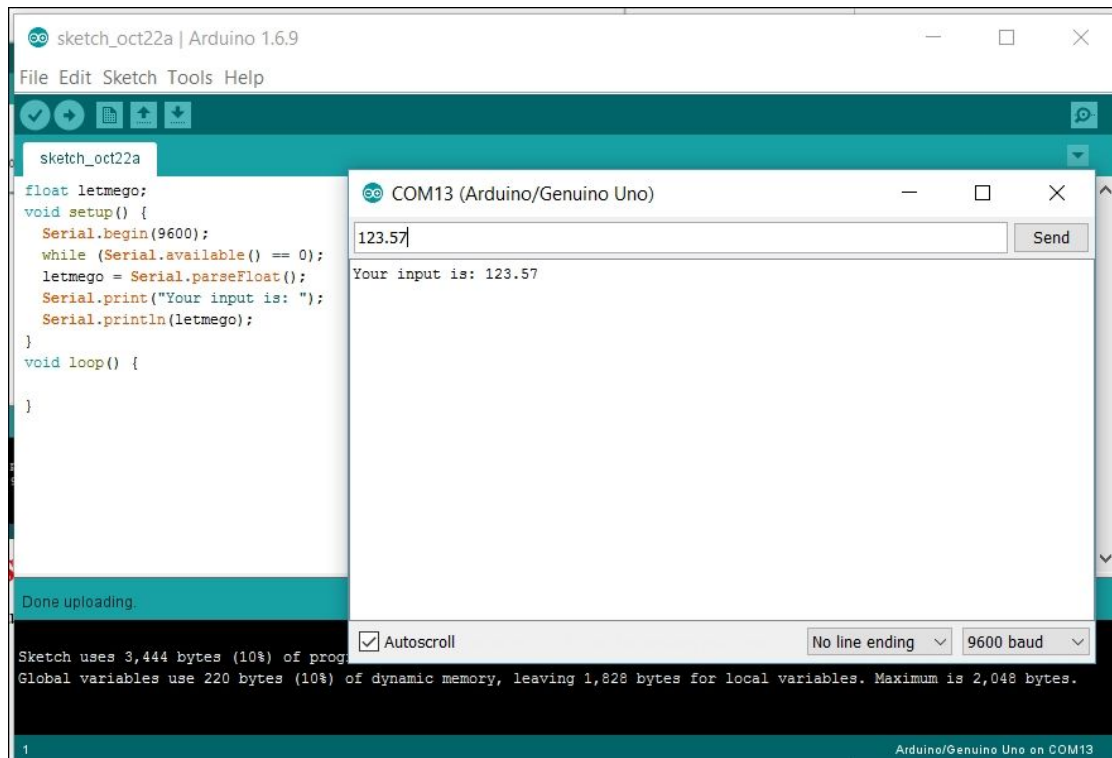 sketch_oct22a | Arduino 1.6.9
File Edit Sketch Tools Help
sketch_oct22a
float letmego;
void setup() {
  Serial.begin(9600);
  while (Serial.available() == 0);
  letmego = Serial.parseFloat();
  Serial.print("Your input is: ");
  Serial.println(letmego);
}
void loop() {
}
COM13 (Arduino/Genuino Uno)
123.57
Send
Your input is: 123.57
Autoscroll
No line ending
9600 baud
Done uploading.
Sketch uses 3,444 bytes (10%) of
Global variables use 220 bytes (10%) of dynamic memory, leaving 1,828 bytes for local variables. Maximum is 2,048 bytes.
1
Arduino/Genuino Uno on COM13